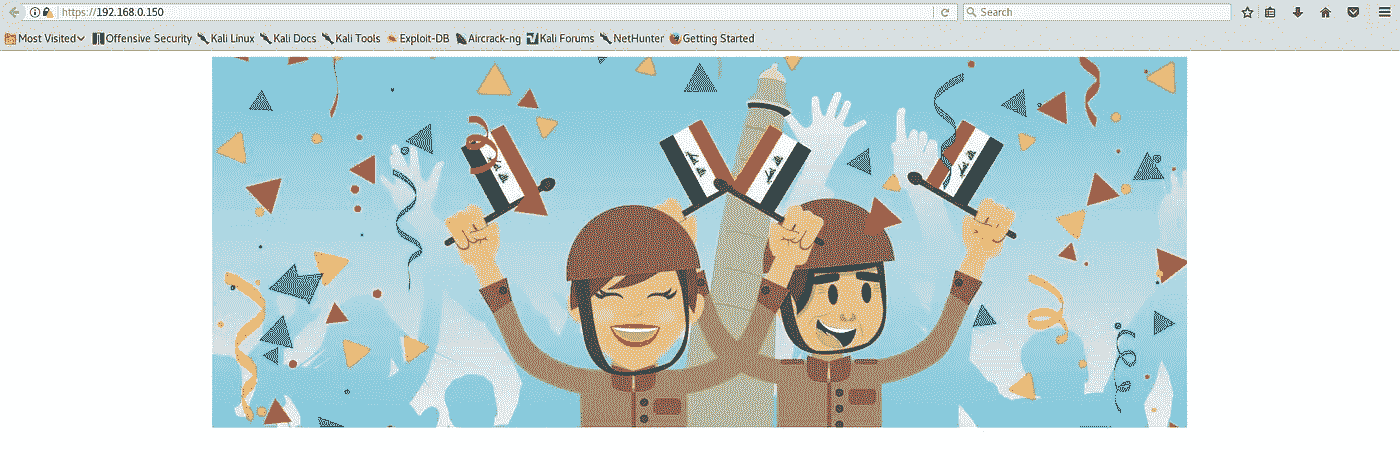 https://192.168.0.150 Search
Most Visited Offensive Security Kali Linux Kali Docs Kali Tools Exploit-DB Aircrack-ng Kali Forums NetHunter Getting Started